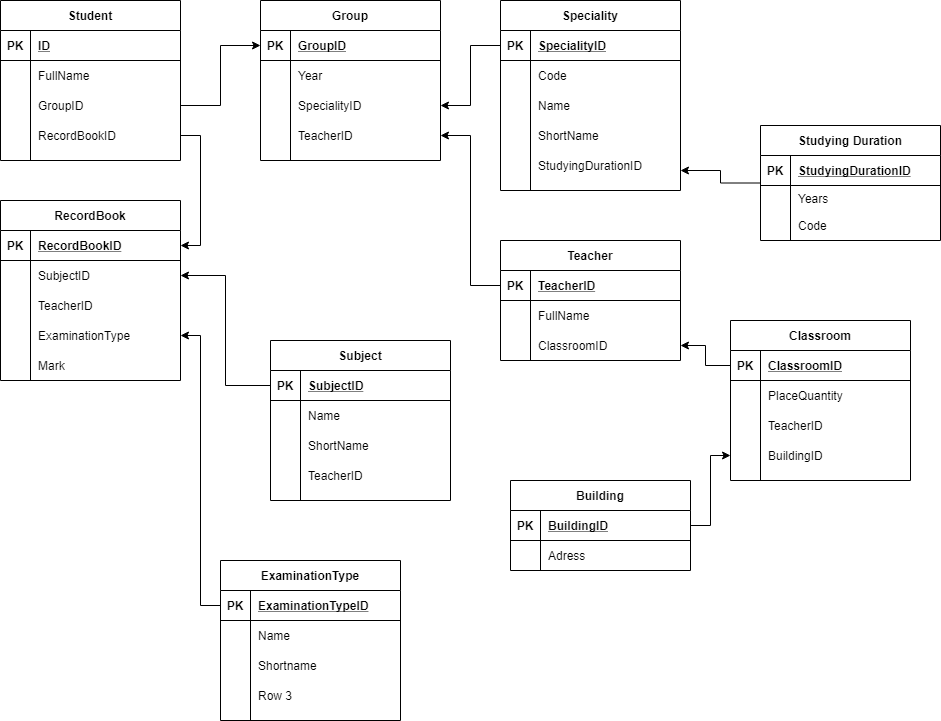 Student
PK ID
FullName
GroupID
RecordBookID
Group
PK GroupID
Year
SpecialityID
TeacherID
Speciality
PK SpecialityID
Code
Name
ShortName
StudyingDurationID
Studying Duration
PK StudyingDurationID
Years
Code
RecordBook
PK RecordBookID
SubjectID
TeacherID
ExaminationType
Mark
Teacher
PK TeacherID
FullName
ClassroomID
Classroom
PK ClassroomID
PlaceQuantity
TeacherID
BuildingID
Subject
PK SubjectID
Name
ShortName
TeacherID
Building
PK BuildingID
Adress
ExaminationType
PK ExaminationTypeID
Name
Shortname
Row 3